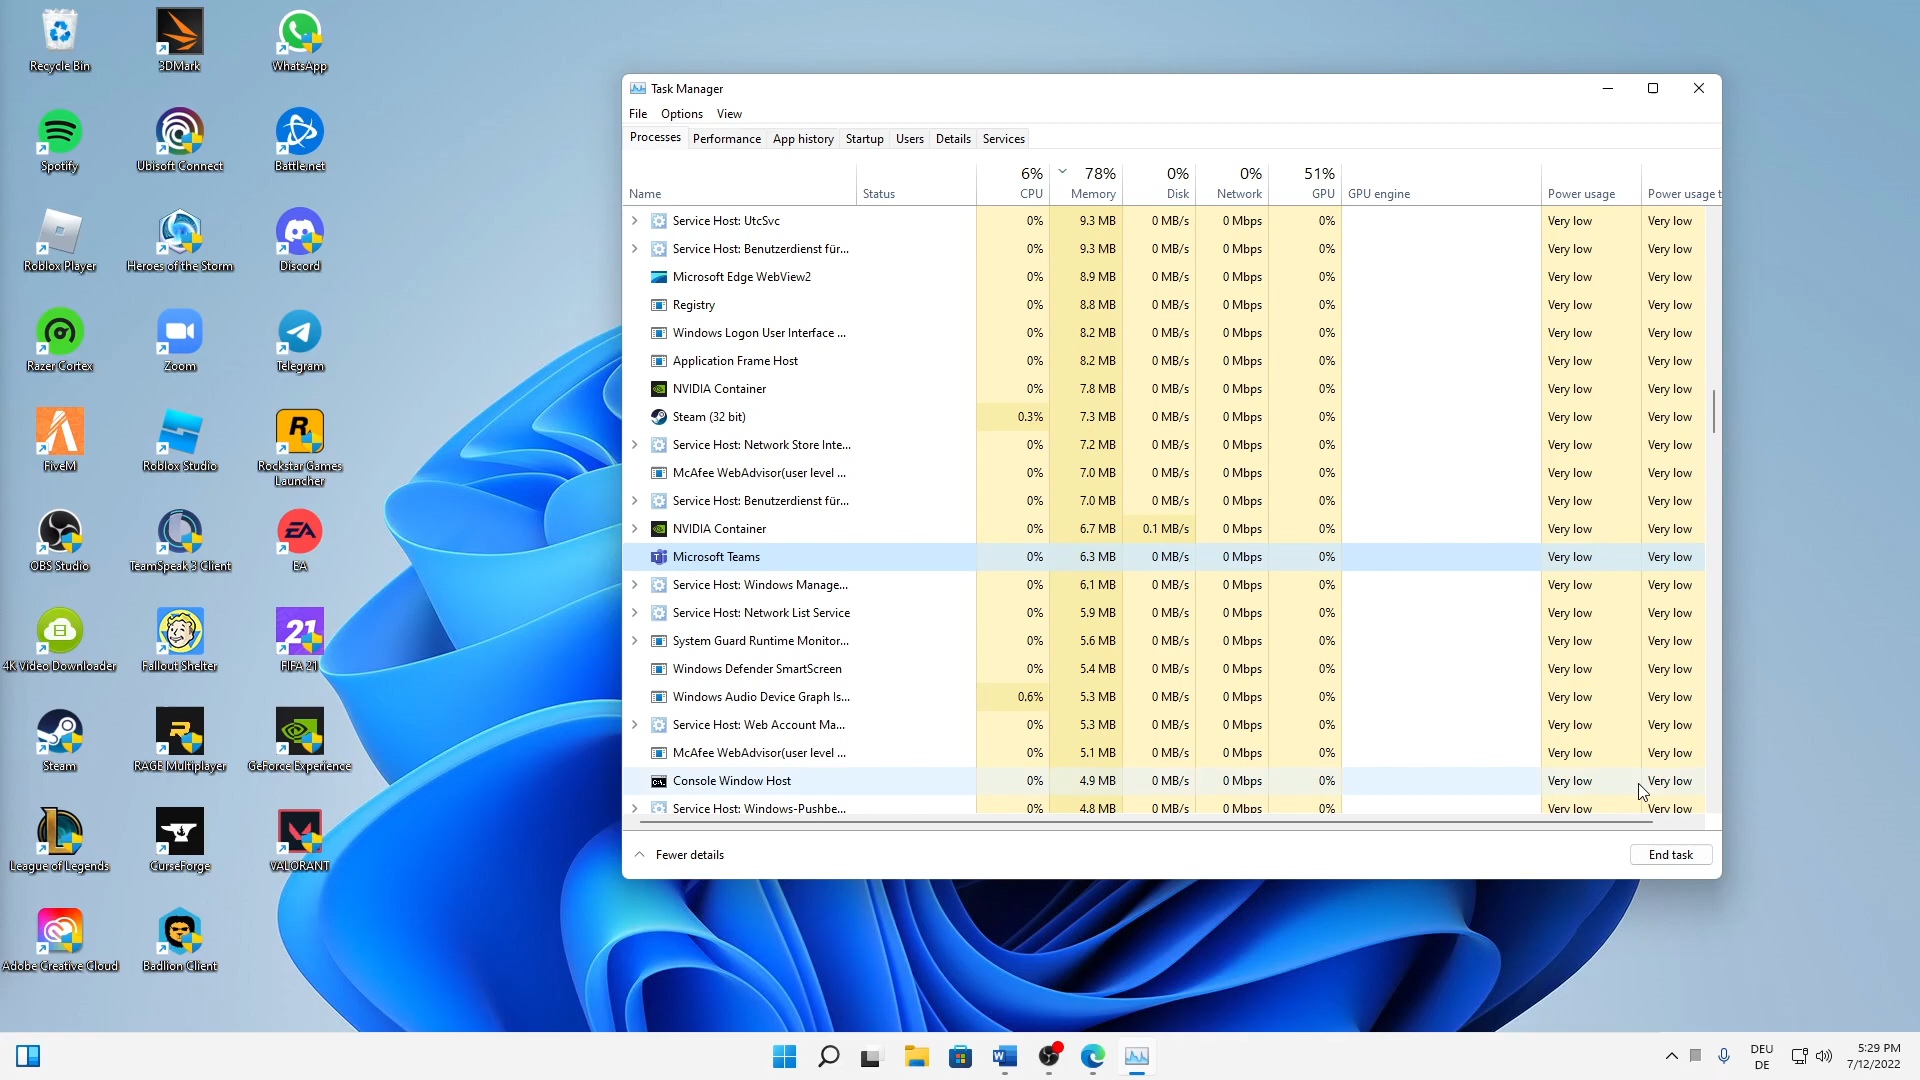 Recycle Bin
3DMark
WhatsApp
Spotify
Ubisoft Connect
Battle.net
Roblox Player
Heroes of the Storm
Discord
Razer Cortex
Zoom
Telegram
FiveM
Roblox Studio
Rockstar Games
Launcher
OBS Studio
TeamSpeak 3 Client
EA
4K Video Downloader
Fallout Shelter
FIFA 21
Steam
RAGE Multiplayer
GeForce Experience
League of Legends
CurseForge
VALORANT
Adobe Creative Cloud
Badlion Client
Task Manager
File Options View
Processes Performance App history Startup Users Details Services
6% 78% 0% 0% 51%
Name Status CPU Memory Disk Network GPU GPU engine Power usage Power usage t
Service Host: UtcSvc 0% 9.3 MB 0 MB/s 0 Mbps 0% Very low Very low
Service Host: Benutzerdienst für... 0% 9.3 MB 0 MB/s 0 Mbps 0% Very low Very low
Microsoft Edge WebView2 0% 8.9 MB 0 MB/s 0 Mbps 0% Very low Very low
Registry 0% 8.8 MB 0 MB/s 0 Mbps 0% Very low Very low
Windows Logon User Interface ... 0% 8.2 MB 0 MB/s 0 Mbps 0% Very low Very low
Application Frame Host 0% 8.2 MB 0 MB/s 0 Mbps 0% Very low Very low
NVIDIA Container 0% 7.8 MB 0 MB/s 0 Mbps 0% Very low Very low
Steam (32 bit) 0.3% 7.3 MB 0 MB/s 0 Mbps 0% Very low Very low
Service Host: Network Store Inte... 0% 7.2 MB 0 MB/s 0 Mbps 0% Very low Very low
McAfee WebAdvisor(user level ... 0% 7.0 MB 0 MB/s 0 Mbps 0% Very low Very low
Service Host: Benutzerdienst für... 0% 7.0 MB 0 MB/s 0 Mbps 0% Very low Very low
NVIDIA Container 0% 6.7 MB 0.1 MB/s 0 Mbps 0% Very low Very low
Microsoft Teams 0% 6.3 MB 0 MB/s 0 Mbps 0% Very low Very low
Service Host: Windows Manage... 0% 6.1 MB 0 MB/s 0 Mbps 0% Very low Very low
Service Host: Network List Service 0% 5.9 MB 0 MB/s 0 Mbps 0% Very low Very low
System Guard Runtime Monitor... 0% 5.6 MB 0 MB/s 0 Mbps 0% Very low Very low
Windows Defender SmartScreen 0% 5.4 MB 0 MB/s 0 Mbps 0% Very low Very low
Windows Audio Device Graph Is... 0.6% 5.3 MB 0 MB/s 0 Mbps 0% Very low Very low
Service Host: Web Account Ma... 0% 5.3 MB 0 MB/s 0 Mbps 0% Very low Very low
McAfee WebAdvisor(user level ... 0% 5.1 MB 0 MB/s 0 Mbps 0% Very low Very low
Console Window Host 0% 4.9 MB 0 MB/s 0 Mbps 0% Very low Very low
Service Host: Windows-Pushbe... 0% 4.8 MB 0 MB/s 0 Mbps 0% Very low Very low
Fewer details End task
DEU
DE
5:29 PM
7/12/2022